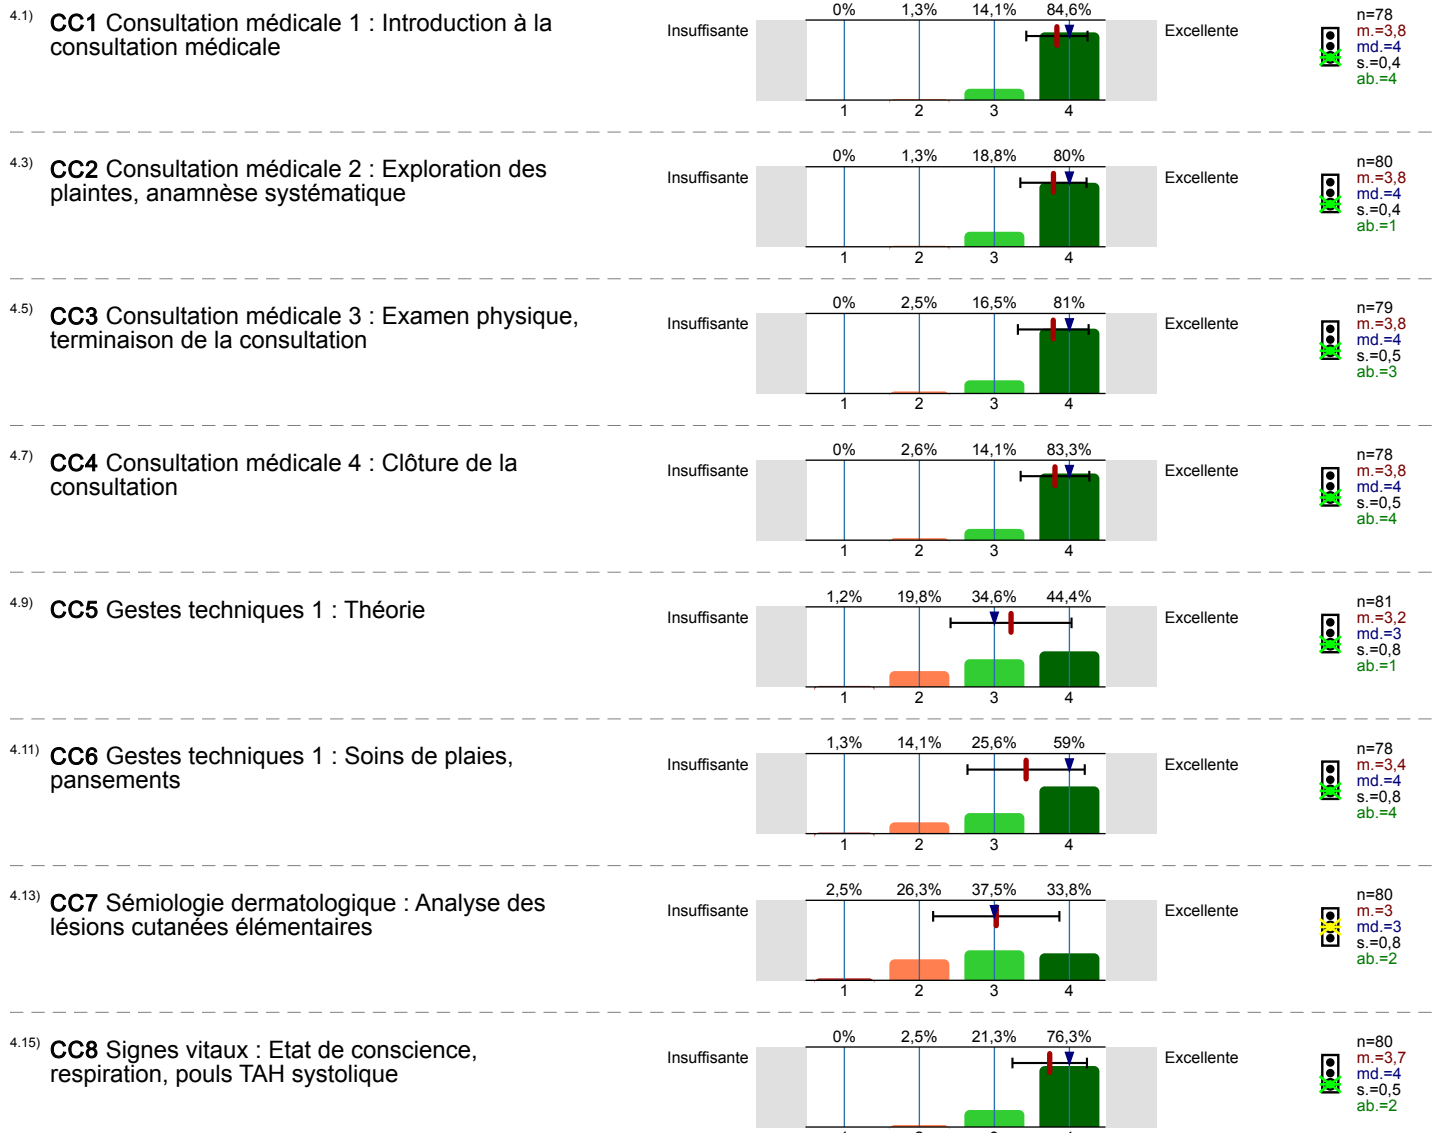 4.1) CC1 Consultation médicale 1 : Introduction à la
consultation médicale
Insuffisante
0% 1,3% 14,1% 84,6%
1 2 3 4
Excellente
n=78
m.=3,8
md.=4
s.=0,4
ab.=4
4.3) CC2 Consultation médicale 2 : Exploration des
plaintes, anamnèse systématique
Insuffisante
0% 1,3% 18,8% 80%
1 2 3 4
Excellente
n=80
m.=3,8
md.=4
s.=0,4
ab.=1
4.5) CC3 Consultation médicale 3 : Examen physique,
terminaison de la consultation
Insuffisante
0% 2,5% 16,5% 81%
1 2 3 4
Excellente
n=79
m.=3,8
md.=4
s.=0,5
ab.=3
4.7) CC4 Consultation médicale 4 : Clôture de la
consultation
Insuffisante
0% 2,6% 14,1% 83,3%
1 2 3 4
Excellente
n=78
m.=3,8
md.=4
s.=0,5
ab.=4
4.9) CC5 Gestes techniques 1 : Théorie
Insuffisante
1,2% 19,8% 34,6% 44,4%
1 2 3 4
Excellente
n=81
m.=3,2
md.=3
s.=0,8
ab.=1
4.11) CC6 Gestes techniques 1 : Soins de plaies,
pansements
Insuffisante
1,3% 14,1% 25,6% 59%
1 2 3 4
Excellente
n=78
m.=3,4
md.=4
s.=0,8
ab.=4
4.13) CC7 Sémiologie dermatologique : Analyse des
lésions cutanées élémentaires
Insuffisante
2,5% 26,3% 37,5% 33,8%
1 2 3 4
Excellente
n=80
m.=3
md.=3
s.=0,8
ab.=2
4.15) CC8 Signes vitaux : Etat de conscience,
respiration, pouls TAH systolique
Insuffisante
0% 2,5% 21,3% 76,3%
Excellente
n=80
m.=3,7
md.=4
s.=0,5
ab.=2